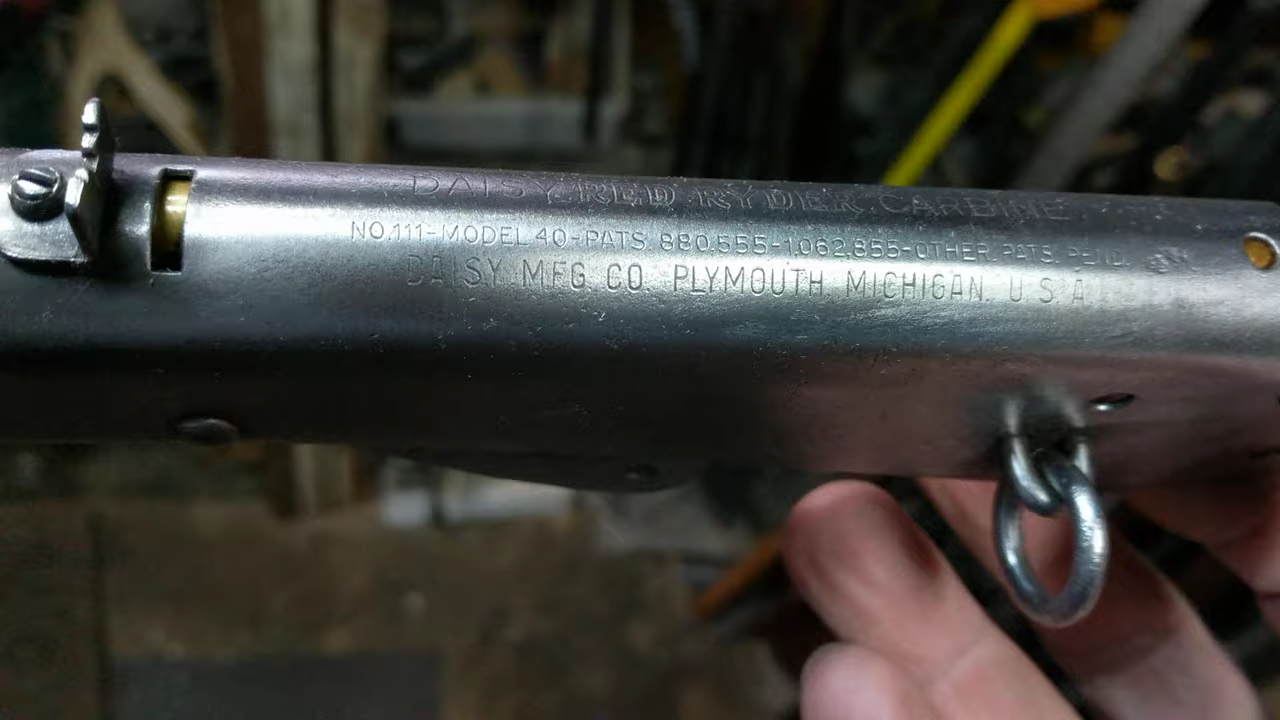 DAISY RED RYDER CARBINE
NO.111-MODEL 40-PATS. 880,555-1,062,855-OTHER. PATS. PEND.
DAISY MFG. CO. PLYMOUTH MICHIGAN. U.S.A.